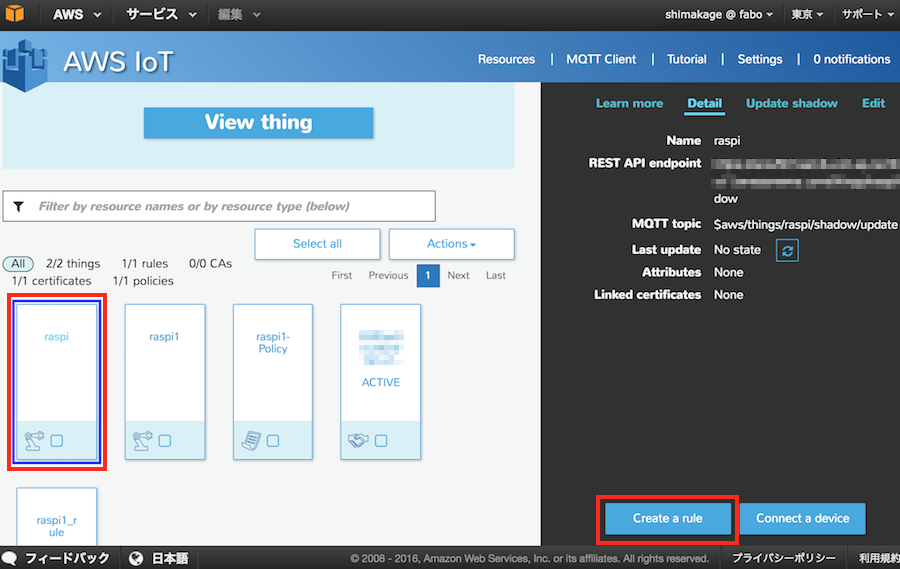 AWS サービス 編集 shimakage @ fabo 東京 サポート
AWS IoT Resources | MQTT Client | Tutorial | Settings | 0 notifications
View thing
Learn more Detail Update shadow Edit
Name raspi
REST API endpoint
dow
MQTT topic $aws/things/raspi/shadow/update
Last update No state
Attributes None
Linked certificates None
Filter by resource names or by resource type (below)
Select all Actions
All 2/2 things 1/1 rules 0/0 CAs
1/1 certificates 1/1 policies
First Previous 1 Next Last
raspi
raspi1
raspi1-
Policy
ACTIVE
raspi1_r
ule
Create a rule Connect a device
フィードバック 日本語 © 2008 - 2016, Amazon Web Services, Inc. or its affiliates. All rights reserved. プライバシーポリシー 利用規約